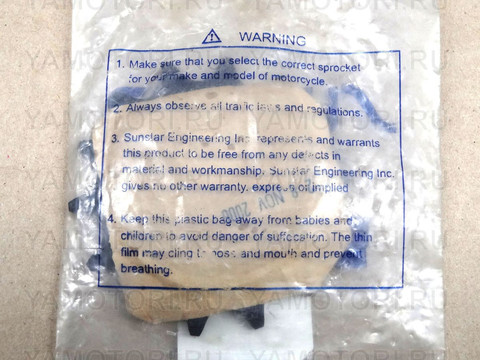 ⚠ WARNING
1. Make sure that you select the correct sprocket
for your make and model of motorcycle.
2. Always observe all traffic laws and regulations.
3. Sunstar Engineering Inc. represents and warrants
this product to be free from any defects in
material and workmanship. Sunstar Engineering Inc.
gives no other warranty, express or implied
4. Keep this plastic bag away from babies and
children to avoid danger of suffocation. The thin
film may cling to nose and mouth and prevent
breathing.
NOV
YAMOTORI.RU